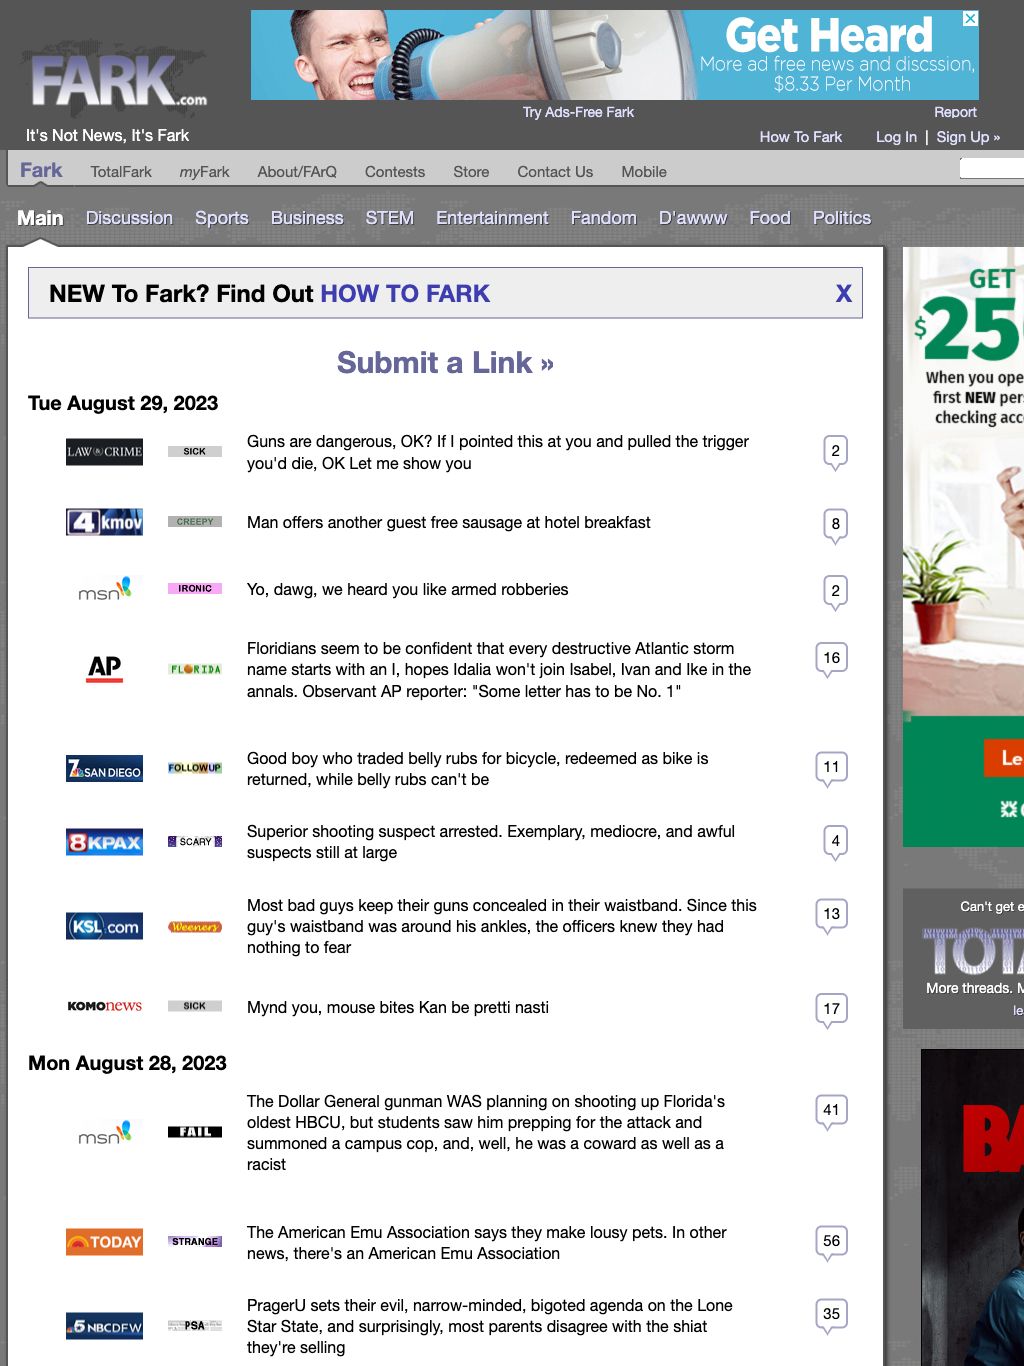 Get Heard
More ad free news and discssion,
$8.33 Per Month
FARK.com
Try Ads-Free Fark
Report
It's Not News, It's Fark
How To Fark
Log In | Sign Up »
Fark
TotalFark
myFark
About/FArQ
Contests
Store
Contact Us
Mobile
Main
Discussion
Sports
Business
STEM
Entertainment
Fandom
D'awww
Food
Politics
NEW To Fark? Find Out HOW TO FARK
X
Submit a Link »
Tue August 29, 2023
LAW & CRIME
SICK
Guns are dangerous, OK? If I pointed this at you and pulled the trigger
you'd die, OK Let me show you
2
4 kmov
CREEPY
Man offers another guest free sausage at hotel breakfast
8
msn
IRONIC
Yo, dawg, we heard you like armed robberies
2
AP
FLORIDA
Floridians seem to be confident that every destructive Atlantic storm
name starts with an I, hopes Idalia won't join Isabel, Ivan and Ike in the
annals. Observant AP reporter: "Some letter has to be No. 1"
16
7 SAN DIEGO
FOLLOWUP
Good boy who traded belly rubs for bicycle, redeemed as bike is
returned, while belly rubs can't be
11
8 KPAX
SCARY
Superior shooting suspect arrested. Exemplary, mediocre, and awful
suspects still at large
4
KSL.com
Weeners
Most bad guys keep their guns concealed in their waistband. Since this
guy's waistband was around his ankles, the officers knew they had
nothing to fear
13
KOMOnews
SICK
Mynd you, mouse bites Kan be pretti nasti
17
Mon August 28, 2023
msn
FAIL
The Dollar General gunman WAS planning on shooting up Florida's
oldest HBCU, but students saw him prepping for the attack and
summoned a campus cop, and, well, he was a coward as well as a
racist
41
TODAY
STRANGE
The American Emu Association says they make lousy pets. In other
news, there's an American Emu Association
56
5 NBCDFW
PSA
PragerU sets their evil, narrow-minded, bigoted agenda on the Lone
Star State, and surprisingly, most parents disagree with the shiat
they're selling
35
GET
$25
When you ope
first NEW per
checking acc
Le
Can't get e
TOT
More threads. M
le
BA